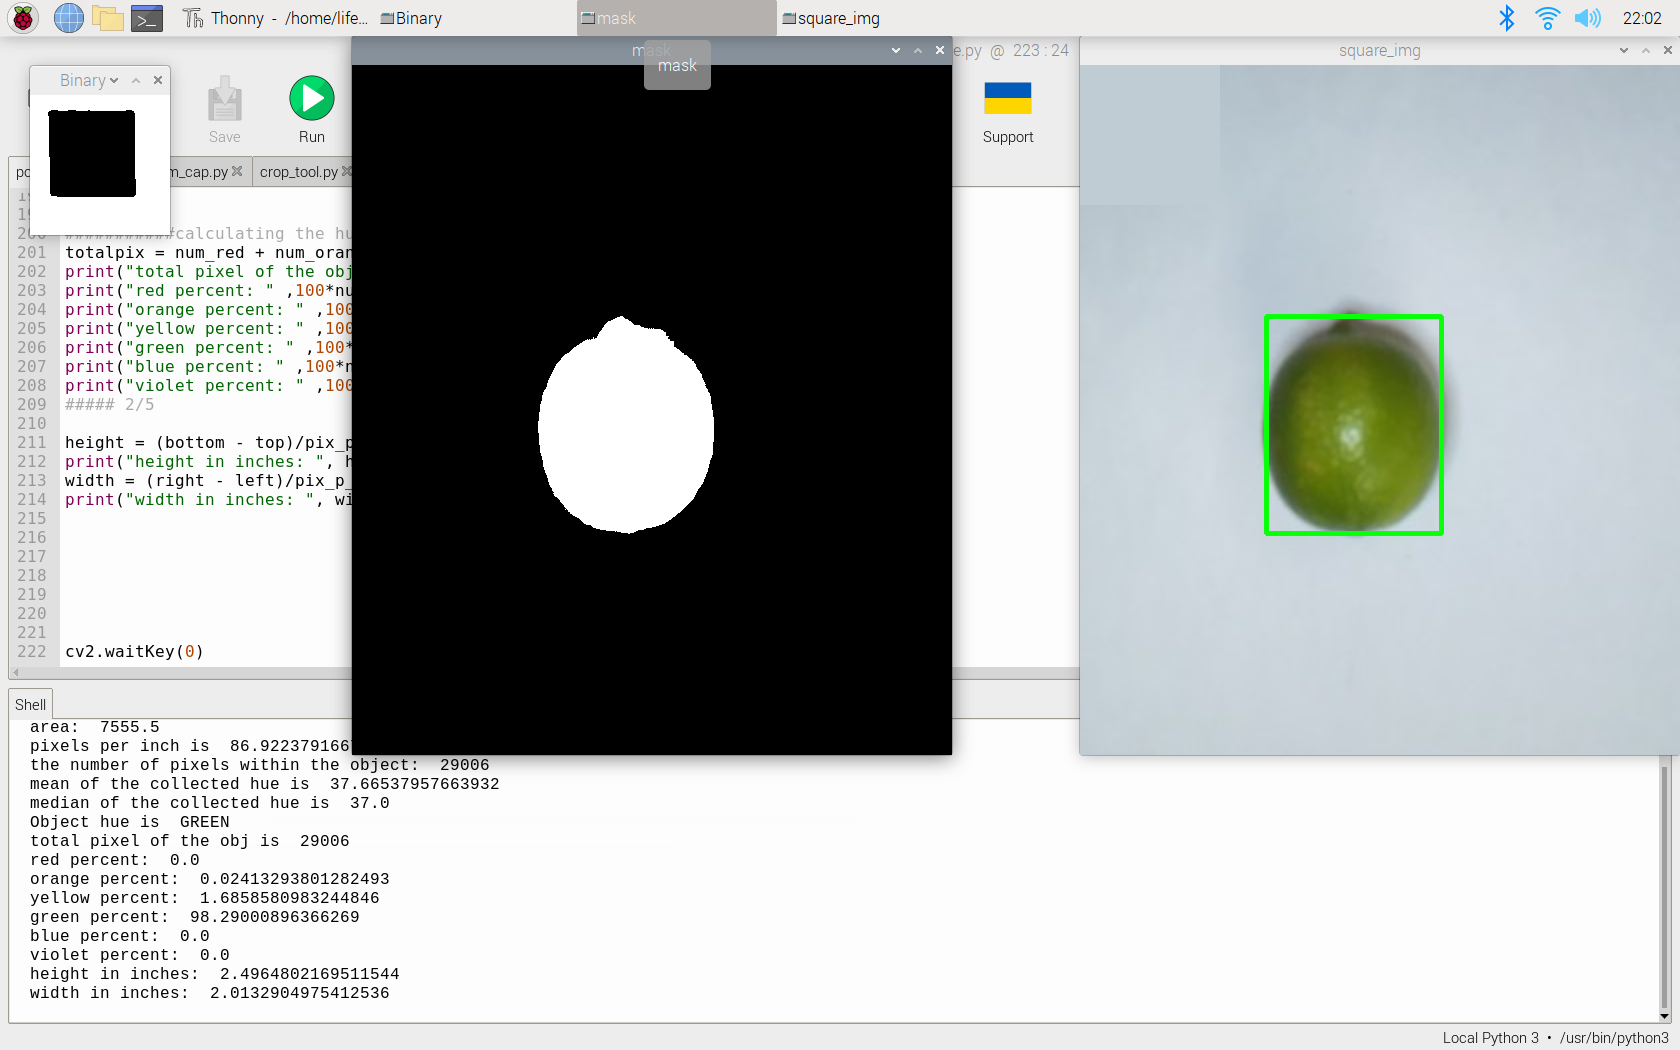 Thonny - /home/life... Binary mask square_img 22:02
mask e.py @ 223 : 24 square_img
mask
Binary
Save Run Support
m_cap.py crop_tool.py
200 ###########calculating the hu
201 totalpix = num_red + num_oran
202 print("total pixel of the obj
203 print("red percent: " ,100*nu
204 print("orange percent: " ,100
205 print("yellow percent: " ,100
206 print("green percent: " ,100*
207 print("blue percent: " ,100*n
208 print("violet percent: " ,100
209 ##### 2/5
210
211 height = (bottom - top)/pix_p
212 print("height in inches: ", h
213 width = (right - left)/pix_p_
214 print("width in inches: ", wi
215
216
217
218
219
220
221
222 cv2.waitKey(0)
Shell
area: 7555.5
pixels per inch is 86.922379166
the number of pixels within the object: 29006
mean of the collected hue is 37.66537957663932
median of the collected hue is 37.0
Object hue is GREEN
total pixel of the obj is 29006
red percent: 0.0
orange percent: 0.02413293801282493
yellow percent: 1.6858580983244846
green percent: 98.29000896366269
blue percent: 0.0
violet percent: 0.0
height in inches: 2.4964802169511544
width in inches: 2.0132904975412536
Local Python 3 • /usr/bin/python3